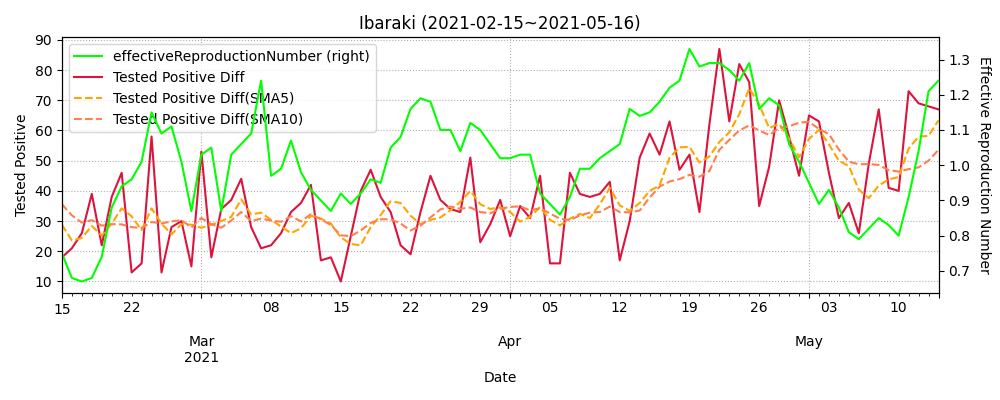 Ibaraki (2021-02-15~2021-05-16)
effectiveReproductionNumber (right)
Tested Positive Diff
Tested Positive Diff(SMA5)
Tested Positive Diff(SMA10)
Tested Positive
90
80
70
60
50
40
30
20
10
Effective Reproduction Number
1.3
1.2
1.1
1.0
0.9
0.8
0.7
15 22 08 15 22 29 05 12 19 26 03 10
Mar Apr May
2021
Date